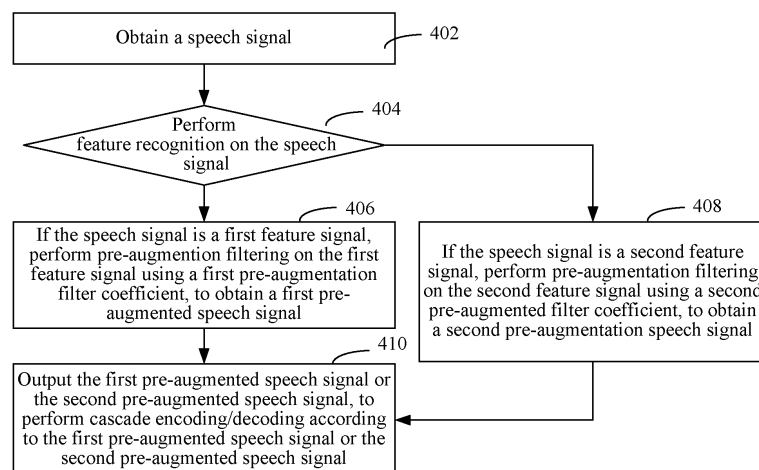 Obtain a speech signal
402
404
Perform
feature recognition on the speech
signal
406
If the speech signal is a first feature signal,
perform pre-augmention filtering on the first
feature signal using a first pre-augmentation
filter coefficient, to obtain a first pre-
augmented speech signal
408
If the speech signal is a second feature
signal, perform pre-augmentation filtering
on the second feature signal using a second
pre-augmented filter coefficient, to obtain
a second pre-augmentation speech signal
410
Output the first pre-augmented speech signal or
the second pre-augmented speech signal, to
perform cascade encoding/decoding according
to the first pre-augmented speech signal or the
second pre-augmented speech signal